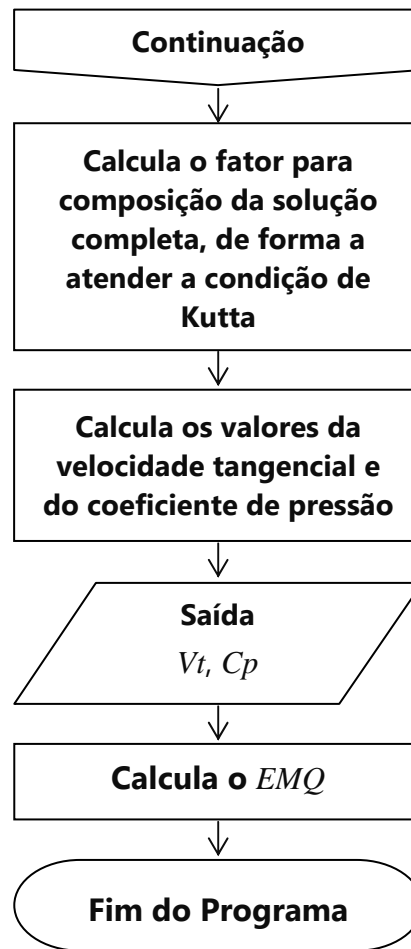 Continuação
Calcula o fator para
composição da solução
completa, de forma a
atender a condição de
Kutta
Calcula os valores da
velocidade tangencial e
do coeficiente de pressão
Saída
Vt, Cp
Calcula o EMQ
Fim do Programa